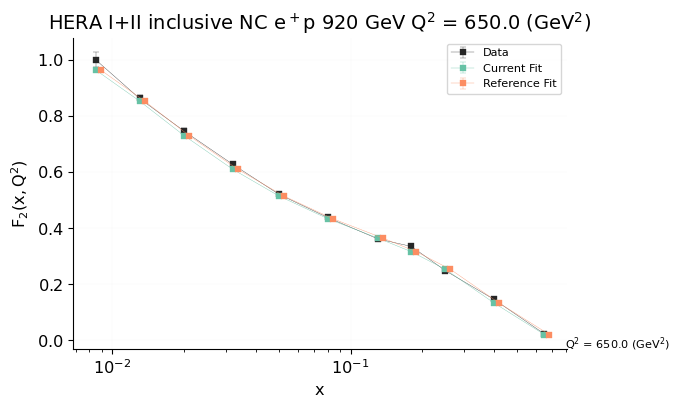 HERA I+II inclusive NC e⁺p 920 GeV Q² = 650.0 (GeV²)
Data
Current Fit
Reference Fit
F₂(x, Q²)
1.0
0.8
0.6
0.4
0.2
0.0
Q² = 650.0 (GeV²)
10⁻²
10⁻¹
x